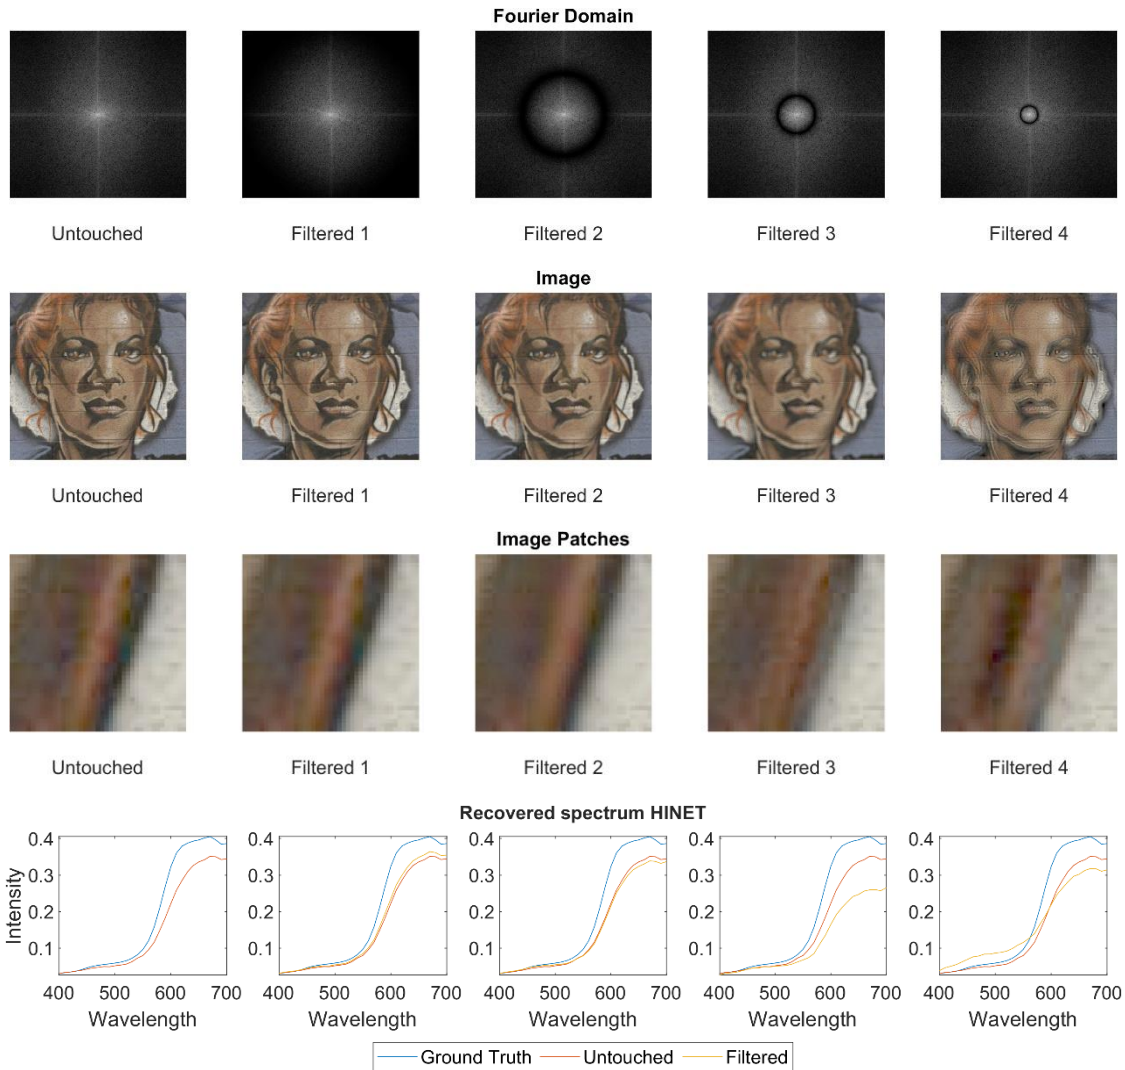 Fourier Domain
Untouched Filtered 1 Filtered 2 Filtered 3 Filtered 4
Image
Untouched Filtered 1 Filtered 2 Filtered 3 Filtered 4
Image Patches
Untouched Filtered 1 Filtered 2 Filtered 3 Filtered 4
Recovered spectrum HINET
0.4 0.4 0.4 0.4 0.4
0.3 0.3 0.3 0.3 0.3
0.2 0.2 0.2 0.2 0.2
0.1 0.1 0.1 0.1 0.1
Intensity
400 500 600 700 400 500 600 700 400 500 600 700 400 500 600 700 400 500 600 700
Wavelength Wavelength Wavelength Wavelength Wavelength
Ground Truth Untouched Filtered